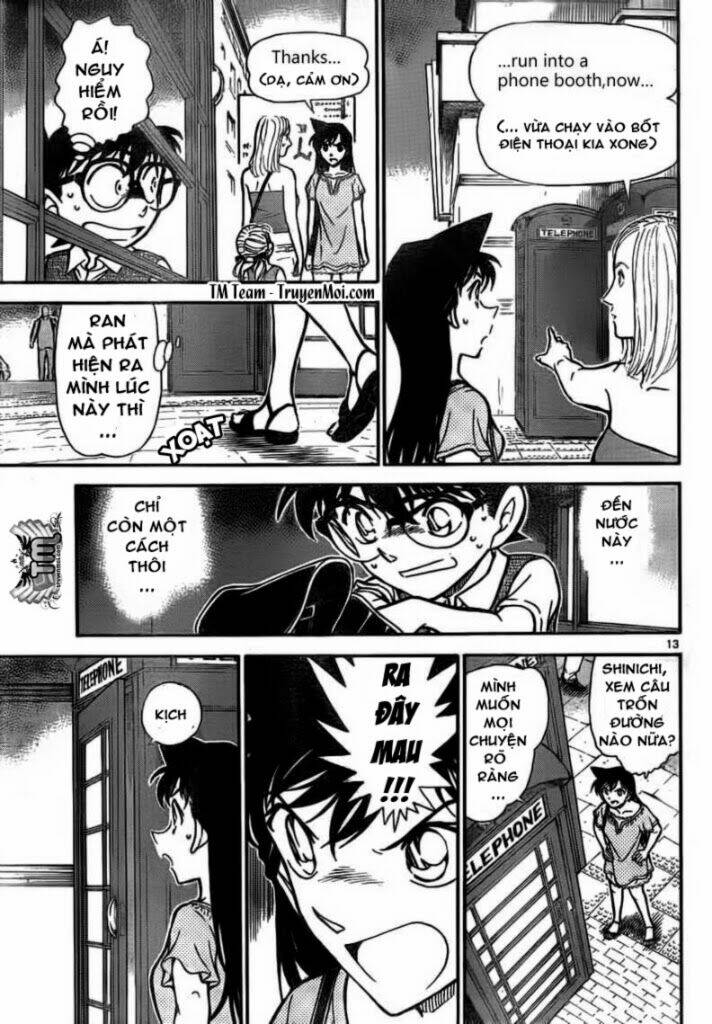 ...run into a
phone booth,now...
(... VỪA CHẠY VÀO BỐT
ĐIỆN THOẠI KIA XONG)
TELEPHONE
Thanks...
(DẠ, CẢM ƠN)
Á!
NGUY
HIỂM
RỒI!
TM Team - TruyenMoi.com
RAN
MÀ PHÁT
HIỆN RA
MÌNH LÚC
NÀY THÌ
...
XOẠT
ĐẾN
NƯỚC
NÀY
...
CHỈ
CÒN MỘT
CÁCH
THÔI
...
TM
13
SHINICHI,
XEM CẬU
TRỐN
ĐƯỜNG
NÀO NỮA?
MÌNH
MUỐN
MỌI
CHUYỆN
RÕ
RÀNG
...
TELEPHONE
RA
ĐÂY
MAU
!!!
KỊCH
TELEPHONE